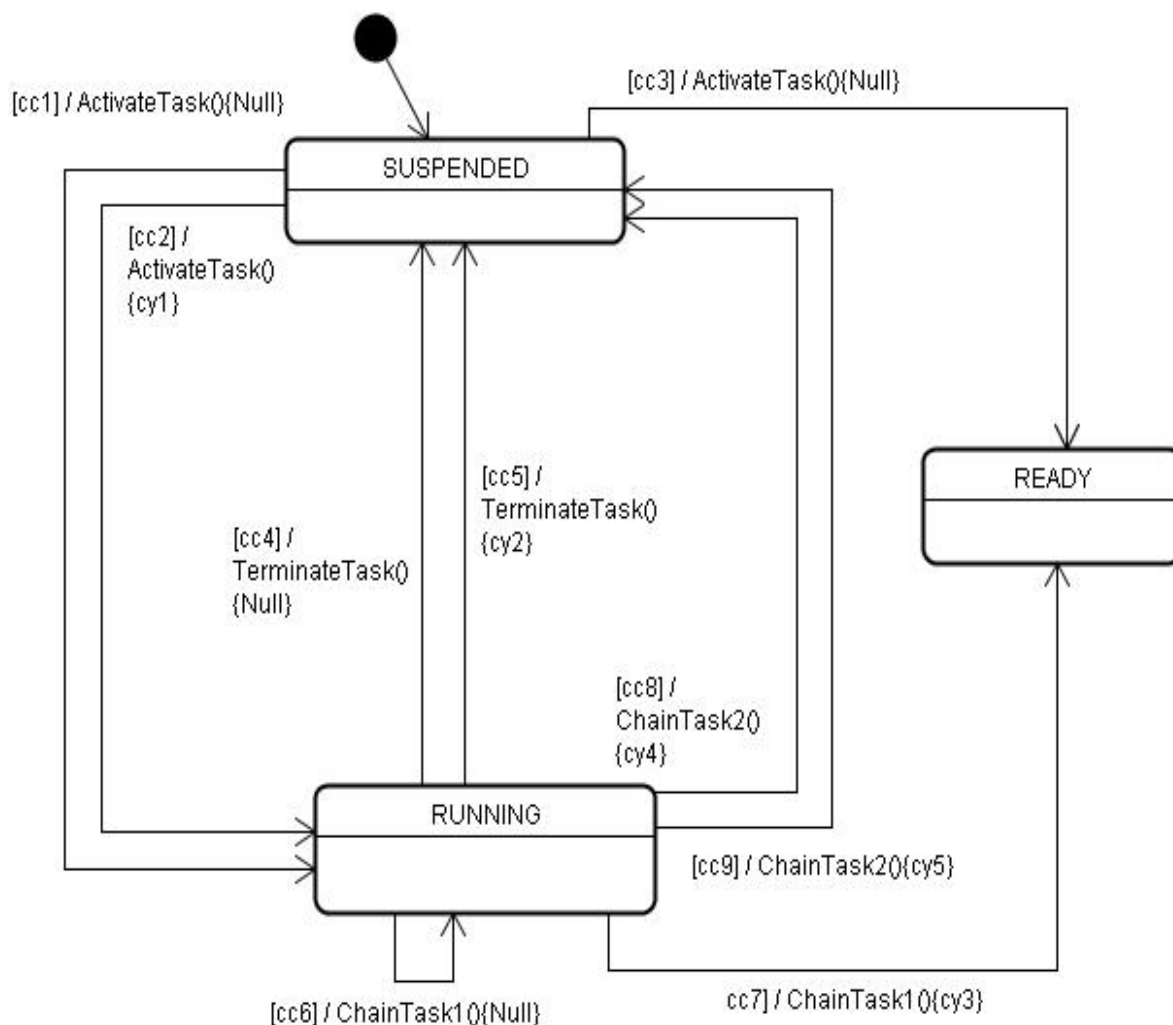 [cc3] / ActivateTask(){Null}
[cc1] / ActivateTask(){Null}
SUSPENDED
[cc2] /
ActivateTask()
{cy1}
[cc5] /
TerminateTask()
{cy2}
READY
[cc4] /
TerminateTask()
{Null}
[cc8] /
ChainTask2()
{cy4}
RUNNING
[cc9] / ChainTask2(){cy5}
cc7] / ChainTask1(){cy3}
[cc6] / ChainTask1(){Null}